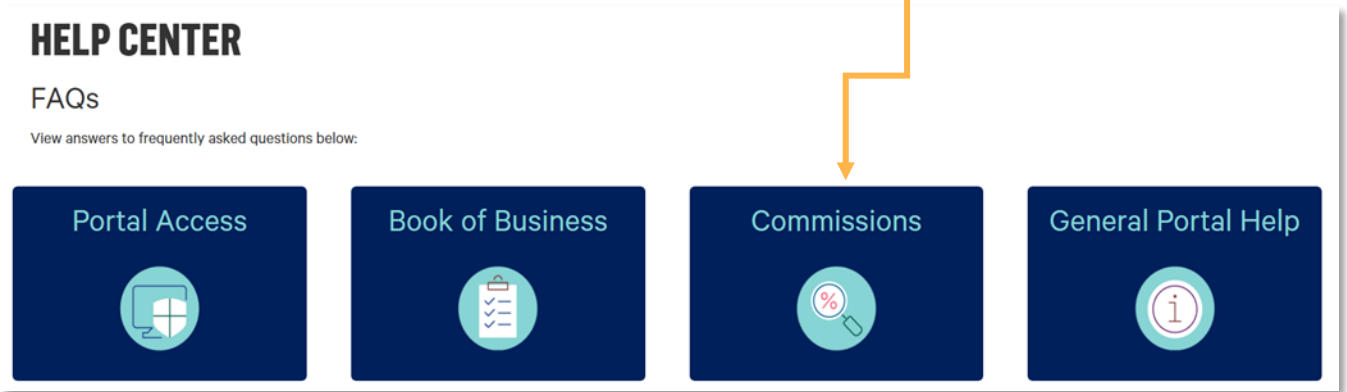 HELP CENTER
FAQs
View answers to frequently asked questions below:
Portal Access
Book of Business
Commissions
General Portal Help
%
i